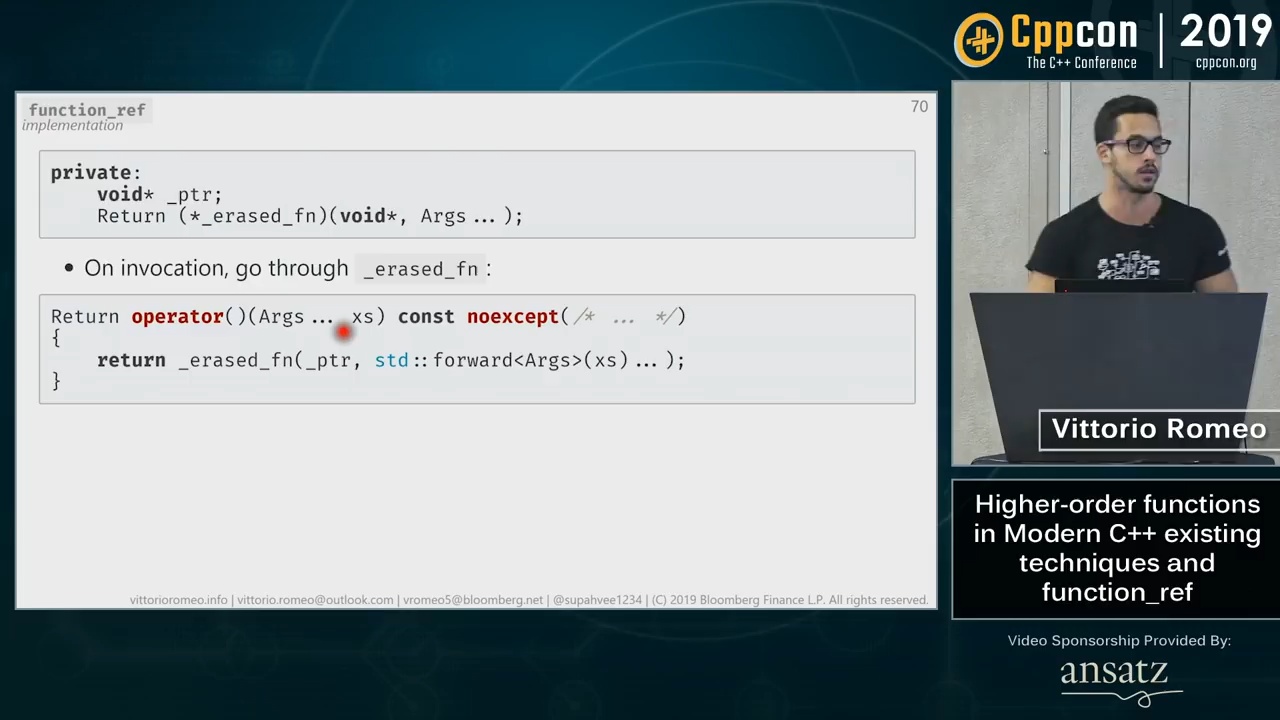 Cppcon | 2019
The C++ Conference
cppcon.org
function_ref
implementation
70
private:
void* _ptr;
Return (*_erased_fn)(void*, Args...);
• On invocation, go through _erased_fn:
Return operator()(Args... xs) const noexcept(/* ... */)
{
return _erased_fn(_ptr, std::forward<Args>(xs)...);
}
vittorioromeo.info | vittorio.romeo@outlook.com | vromeo5@bloomberg.net | @supahvee1234 | (C) 2019 Bloomberg Finance L.P. All rights reserved.
Vittorio Romeo
Higher-order functions
in Modern C++ existing
techniques and
function_ref
Video Sponsorship Provided By:
ansatz